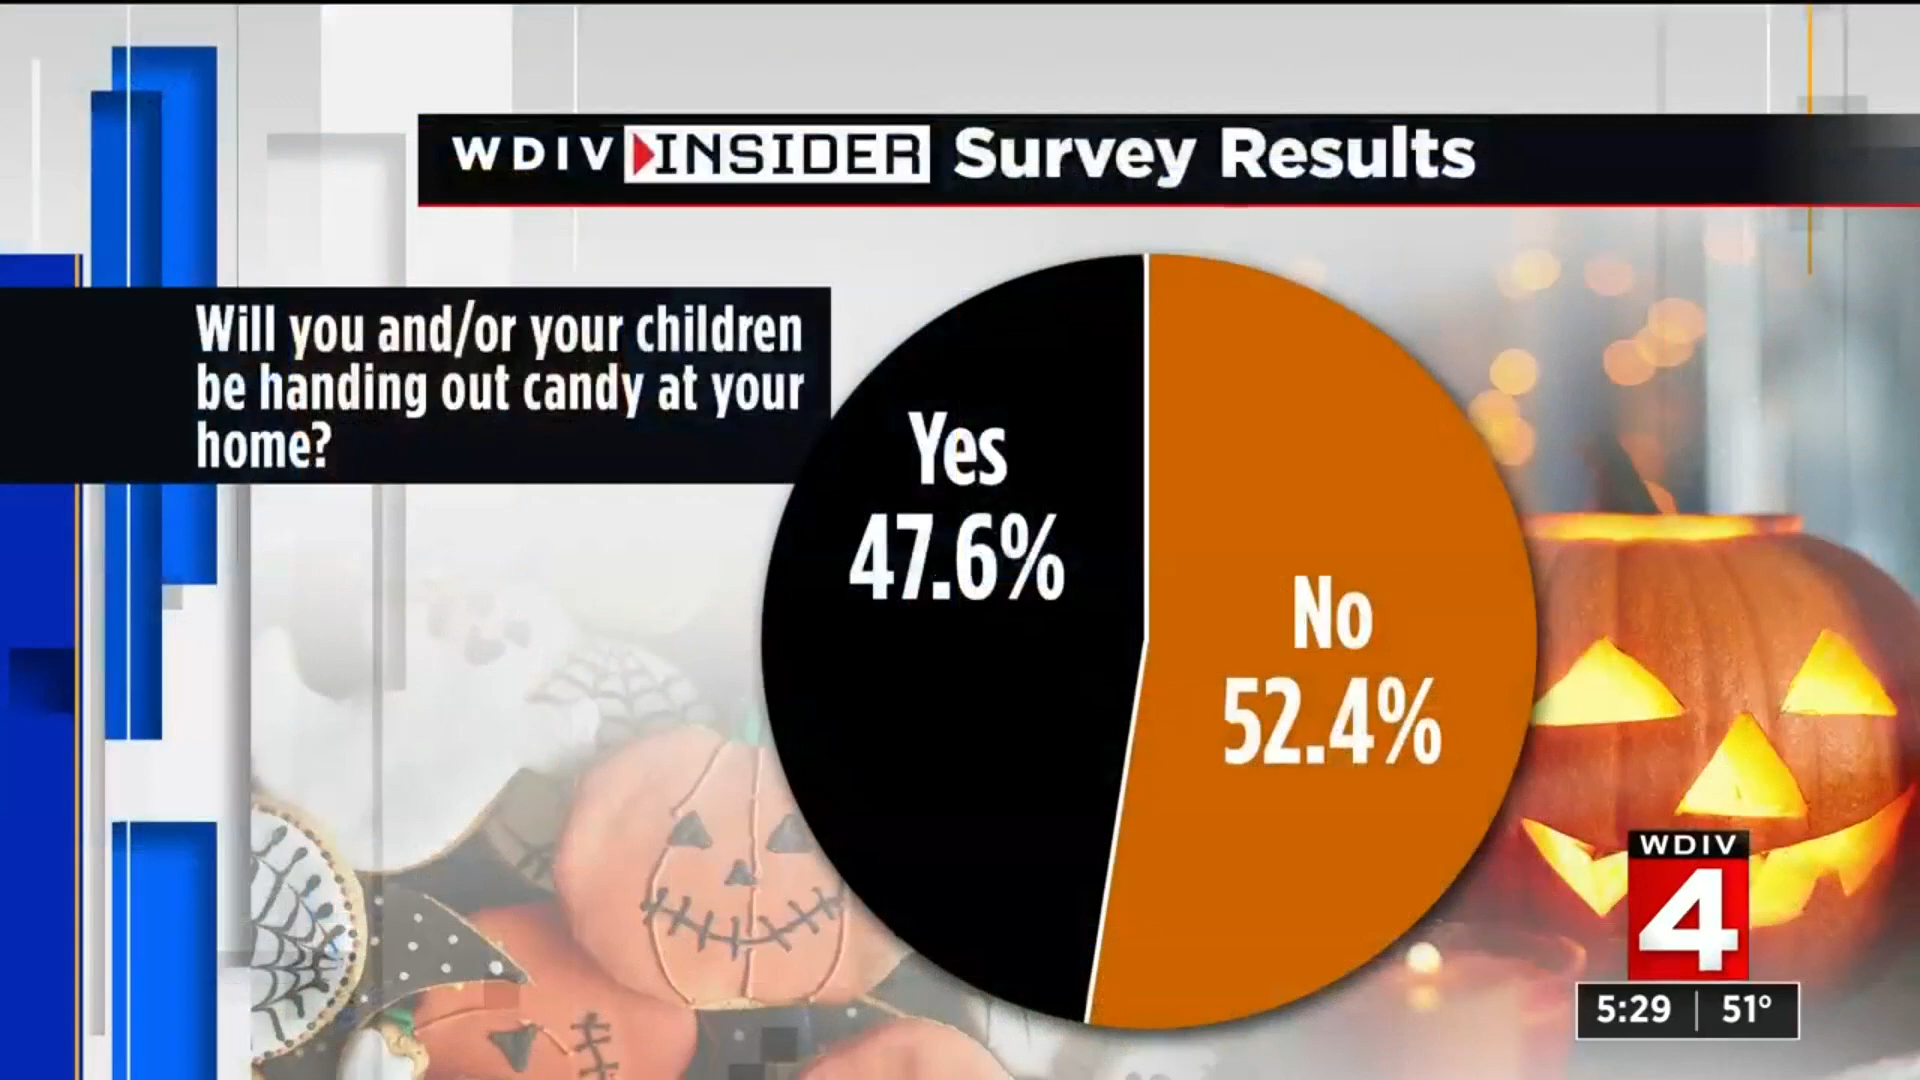 WDIV INSIDER Survey Results
Will you and/or your children
be handing out candy at your
home?
Yes
47.6%
No
52.4%
WDIV
4
5:29 51°